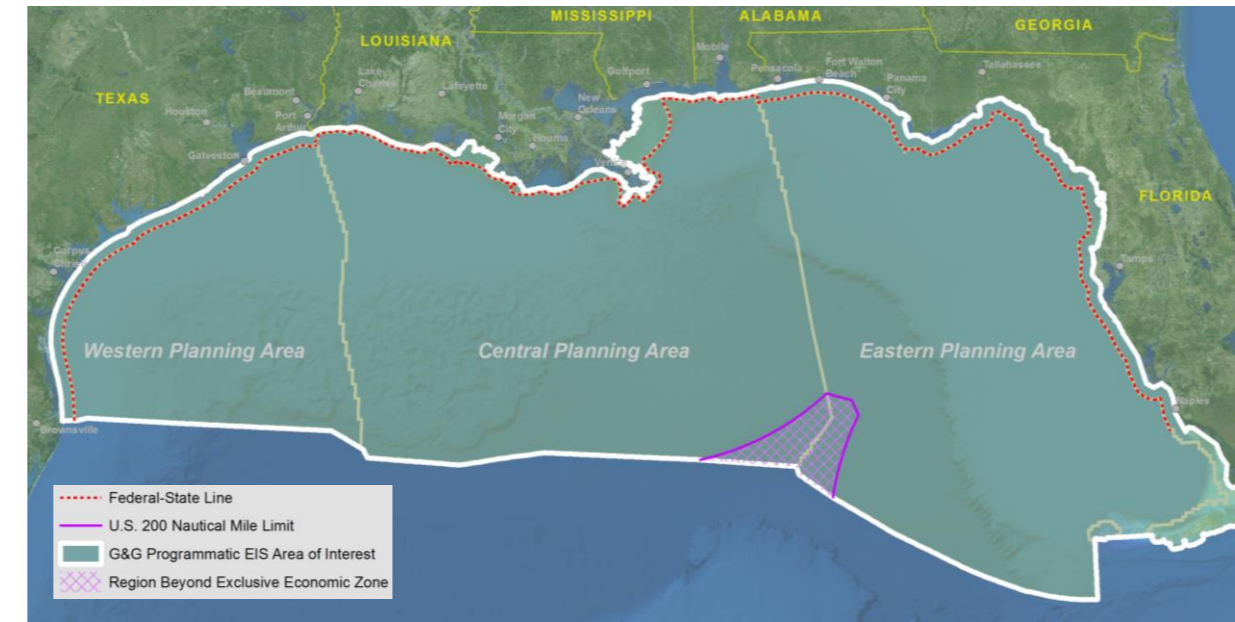 MISSISSIPPI
ALABAMA
GEORGIA
LOUISIANA
TEXAS
FLORIDA
Mobile
Pensacola
Fort Walton
Beach
Panama
City
Tallahassee
Gulfport
Lake
Charles
Lafayette
Beaumont
Port
Arthur
Houston
Galveston
New
Orleans
Morgan
City
Houma
Venice
Corpus
Christi
Tampa
Western Planning Area
Central Planning Area
Eastern Planning Area
Naples
Brownsville
Federal-State Line
U.S. 200 Nautical Mile Limit
G&G Programmatic EIS Area of Interest
Region Beyond Exclusive Economic Zone